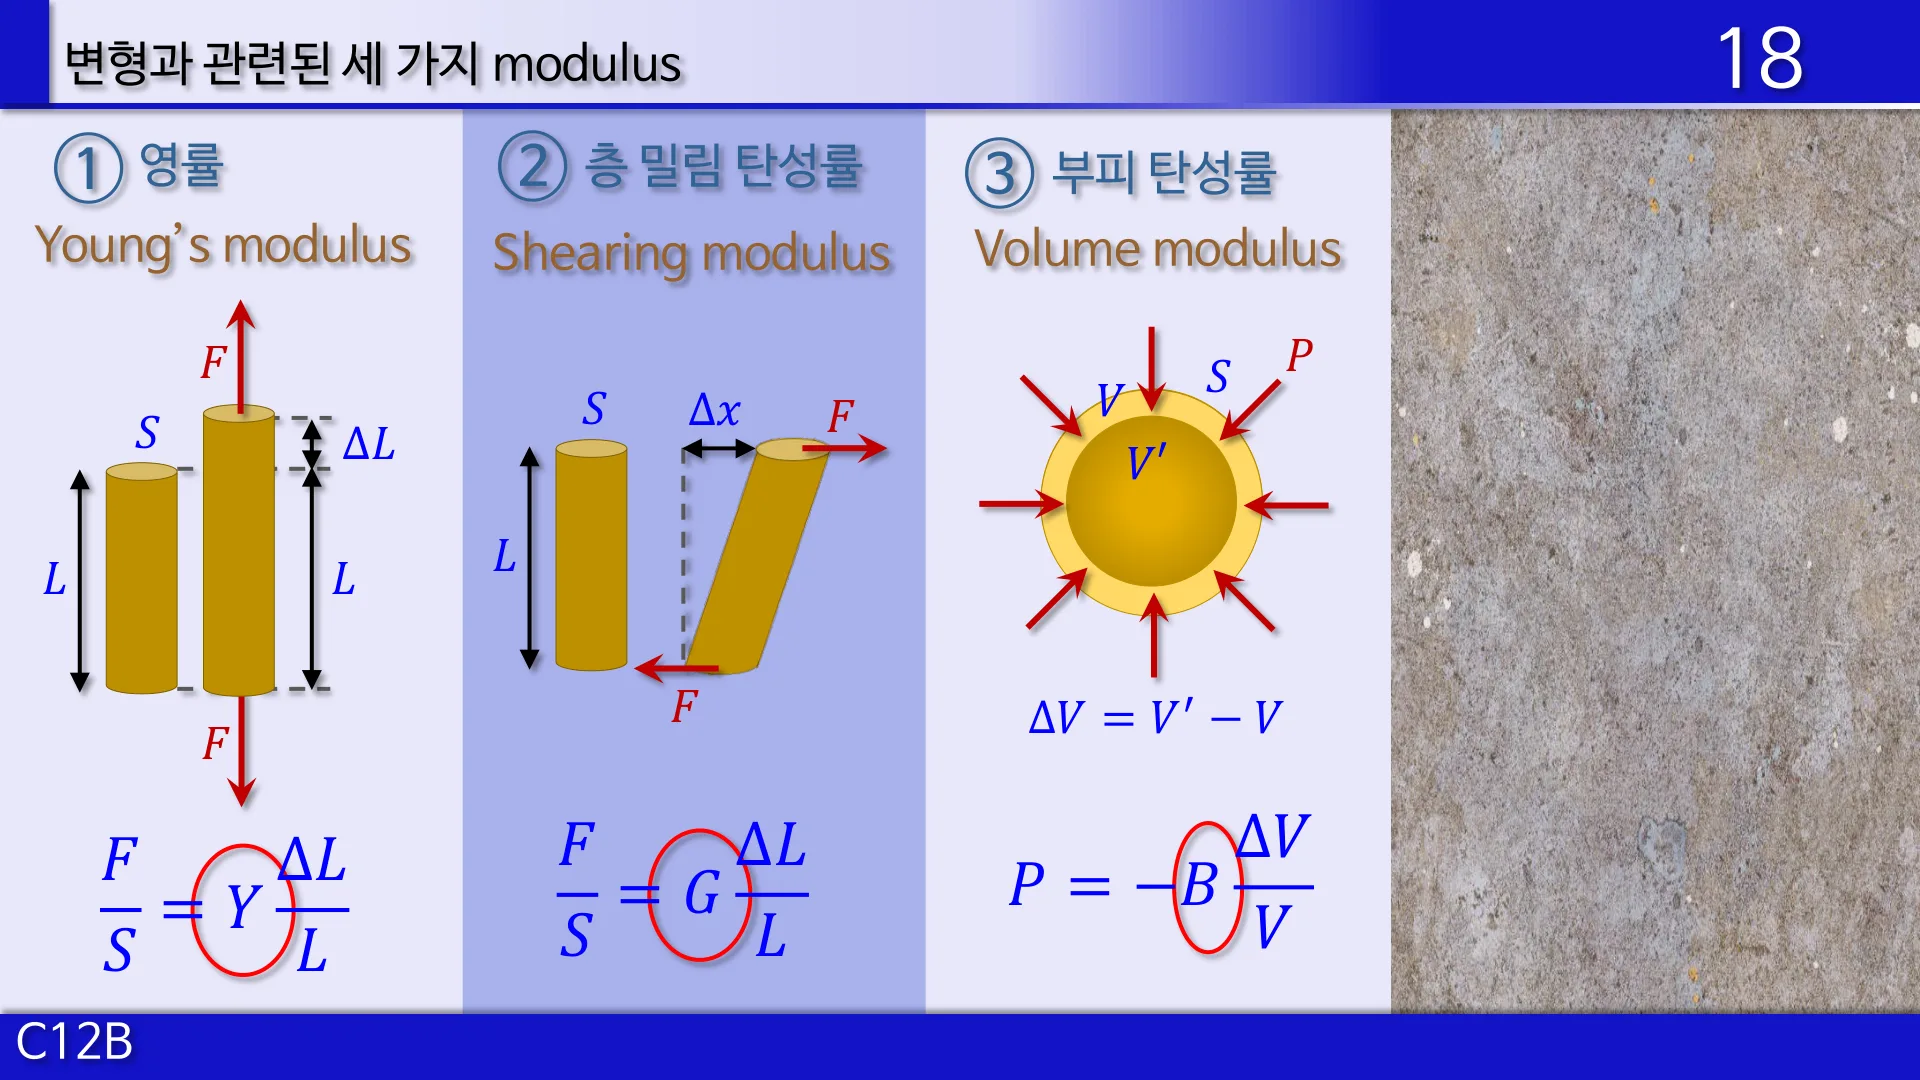 변형과 관련된 세 가지 modulus
18
① 영률
Young's modulus
F
S
ΔL
L
L
F
F/S = Y ΔL/L
② 층 밀림 탄성률
Shearing modulus
S
Δx
F
L
F
F/S = G ΔL/L
③ 부피 탄성률
Volume modulus
P
S
V
V′
ΔV = V′ − V
P = −B ΔV/V
C12B